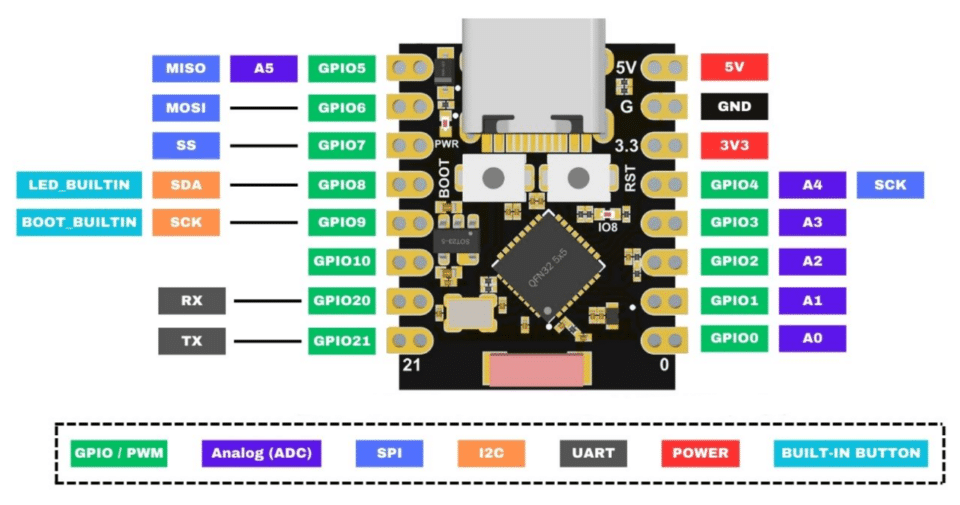 MISO A5 GPIO5 5V 5V
MOSI GPIO6 G GND
SS GPIO7 PWR 3.3 3V3
LED_BUILTIN SDA GPIO8 BOOT RST GPIO4 A4 SCK
BOOT_BUILTIN SCK GPIO9 IO8 GPIO3 A3
GPIO10 SOT23-5 QFN32 5x5 GPIO2 A2
RX GPIO20 GPIO1 A1
TX GPIO21 GPIO0 A0
21 0
GPIO / PWM Analog (ADC) SPI I2C UART POWER BUILT-IN BUTTON